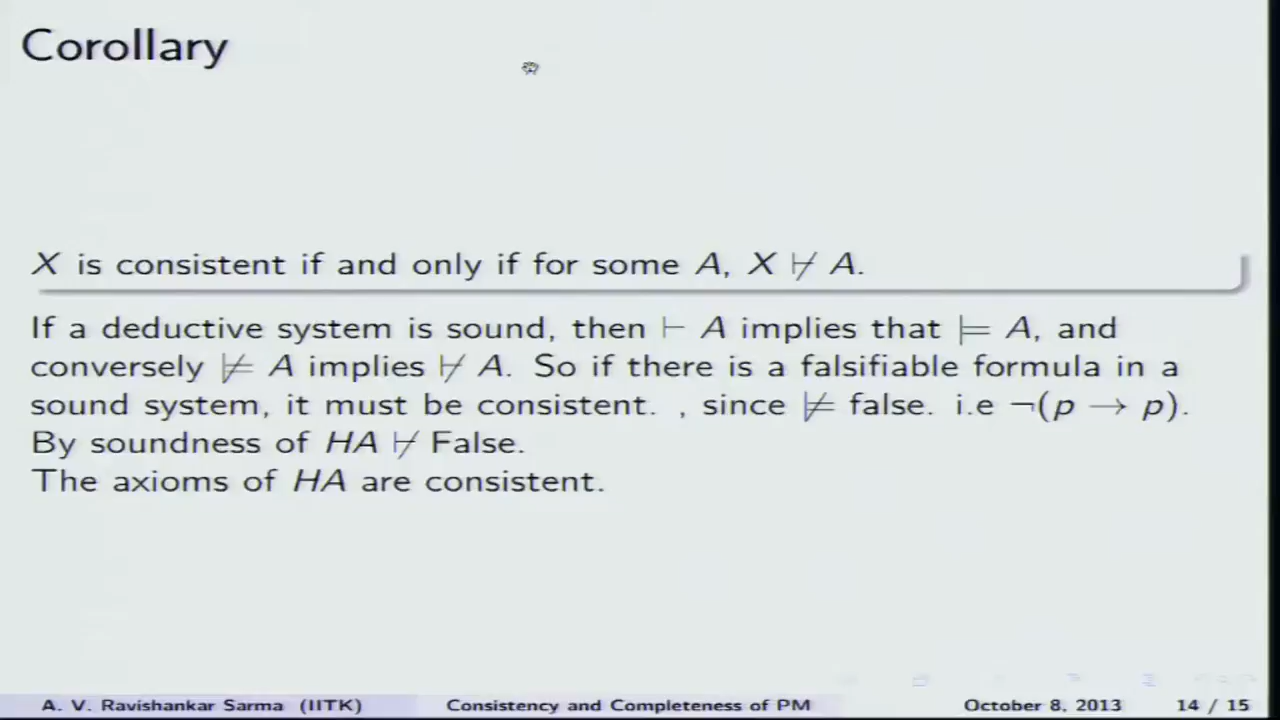 Corollary
X is consistent if and only if for some A, X ⊬ A.
If a deductive system is sound, then ⊢ A implies that ⊨ A, and
conversely ⊭ A implies ⊬ A. So if there is a falsifiable formula in a
sound system, it must be consistent. , since ⊭ false. i.e ¬(p → p).
By soundness of HA ⊬ False.
The axioms of HA are consistent.
A. V. Ravishankar Sarma (IITK) Consistency and Completeness of PM October 8, 2013 14 / 15